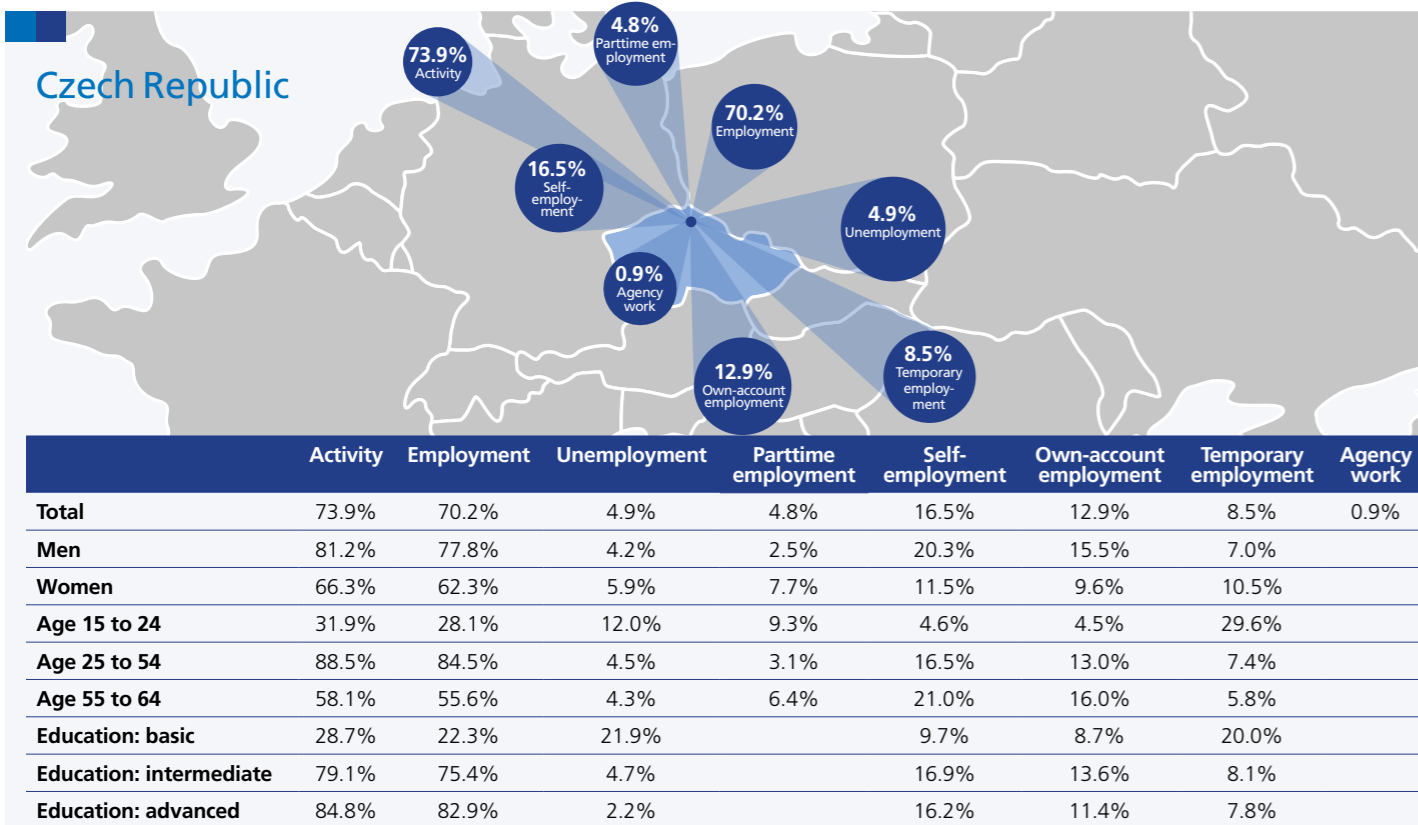 Czech Republic
73.9%
Activity
4.8%
Parttime em-
ployment
70.2%
Employment
16.5%
Self-
employ-
ment
4.9%
Unemployment
0.9%
Agency
work
12.9%
Own-account
employment
8.5%
Temporary
employ-
ment
Activity Employment Unemployment Parttime employment Self-employment Own-account employment Temporary employment Agency work
Total 73.9% 70.2% 4.9% 4.8% 16.5% 12.9% 8.5% 0.9%
Men 81.2% 77.8% 4.2% 2.5% 20.3% 15.5% 7.0%
Women 66.3% 62.3% 5.9% 7.7% 11.5% 9.6% 10.5%
Age 15 to 24 31.9% 28.1% 12.0% 9.3% 4.6% 4.5% 29.6%
Age 25 to 54 88.5% 84.5% 4.5% 3.1% 16.5% 13.0% 7.4%
Age 55 to 64 58.1% 55.6% 4.3% 6.4% 21.0% 16.0% 5.8%
Education: basic 28.7% 22.3% 21.9% 9.7% 8.7% 20.0%
Education: intermediate 79.1% 75.4% 4.7% 16.9% 13.6% 8.1%
Education: advanced 84.8% 82.9% 2.2% 16.2% 11.4% 7.8%